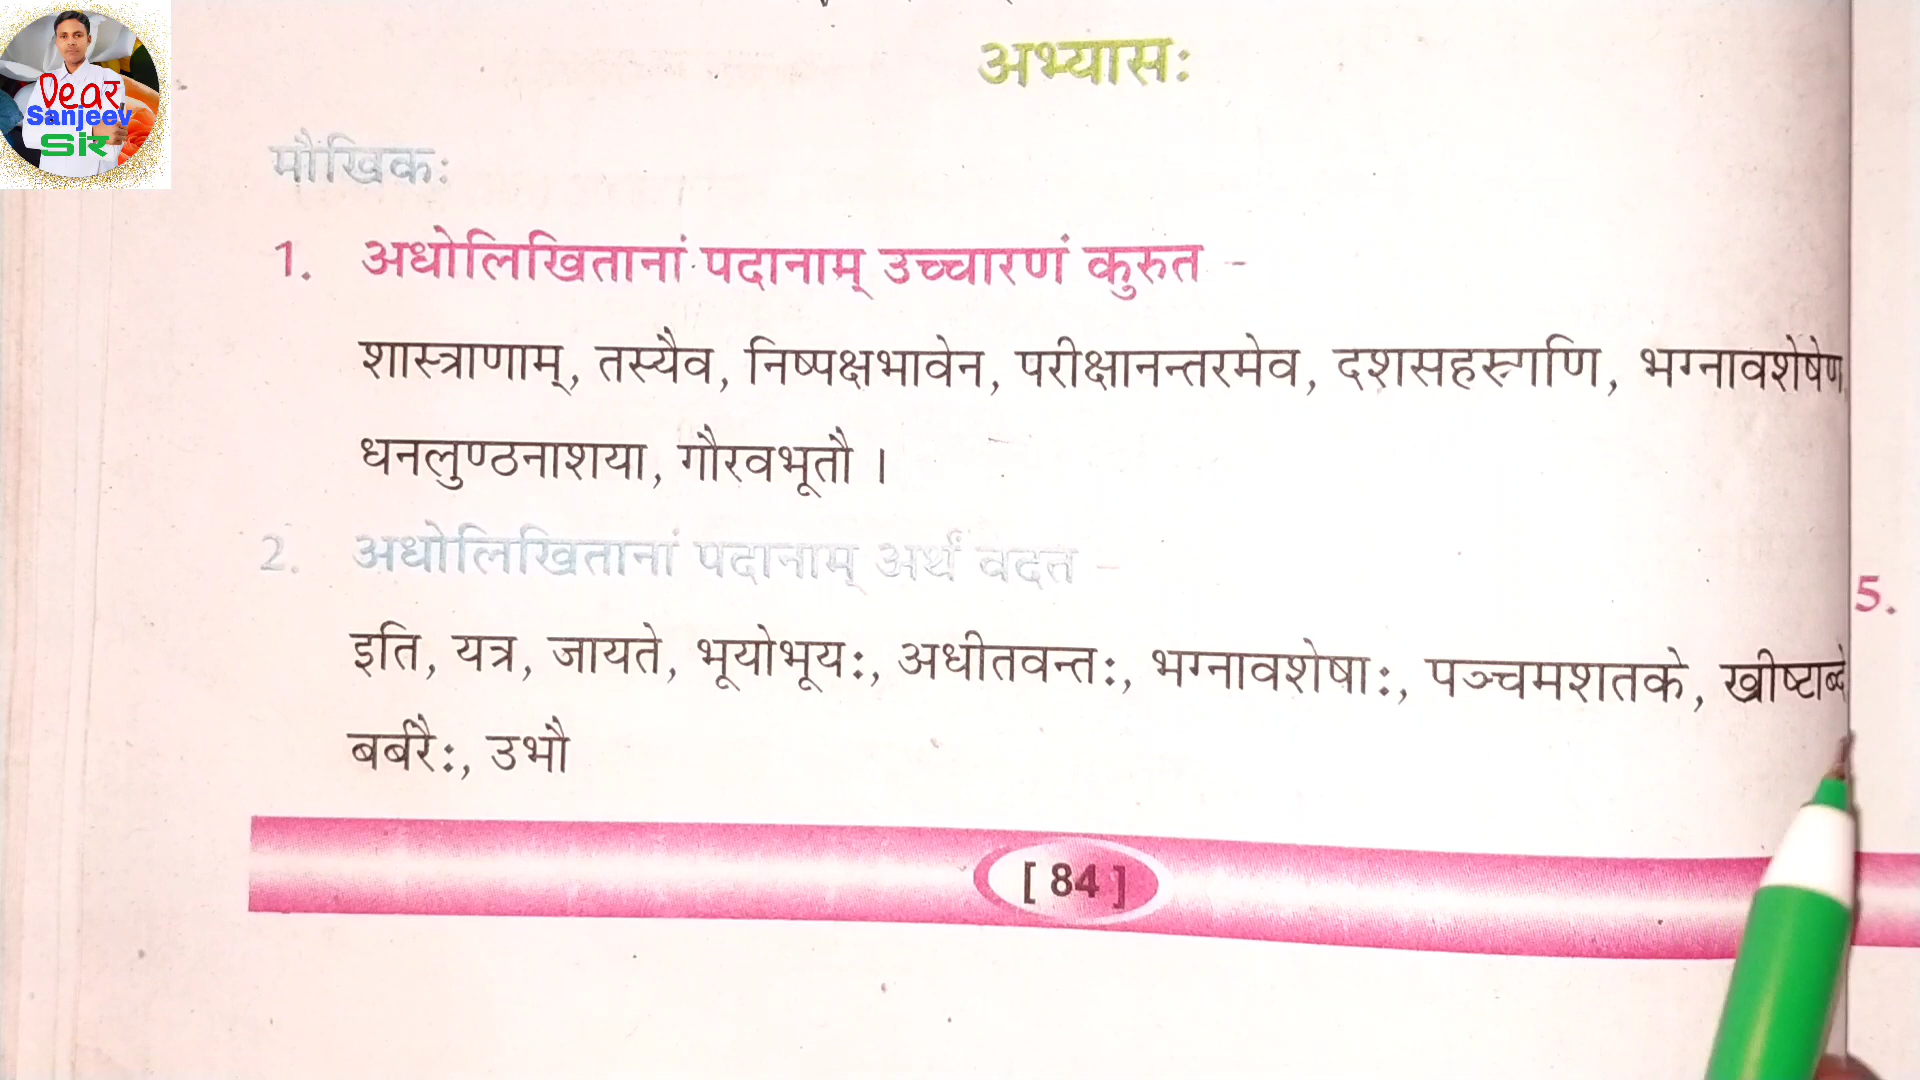 Dear
Sanjeev
Sir
अभ्यासः
मौखिकः
1. अधोलिखितानां पदानाम् उच्चारणं कुरुत -
शास्त्राणाम्, तस्यैव, निष्पक्षभावेन, परीक्षानन्तरमेव, दशसहस्त्राणि, भग्नावशेषेण,
धनलुण्ठनाशया, गौरवभूतौ ।
2. अधोलिखितानां पदानाम् अर्थं वदत -
इति, यत्र, जायते, भूयोभूयः, अधीतवन्तः, भग्नावशेषाः, पञ्चमशतके, ख्रीष्टाब्दे
बर्बरैः, उभौ
5.
[ 84 ]